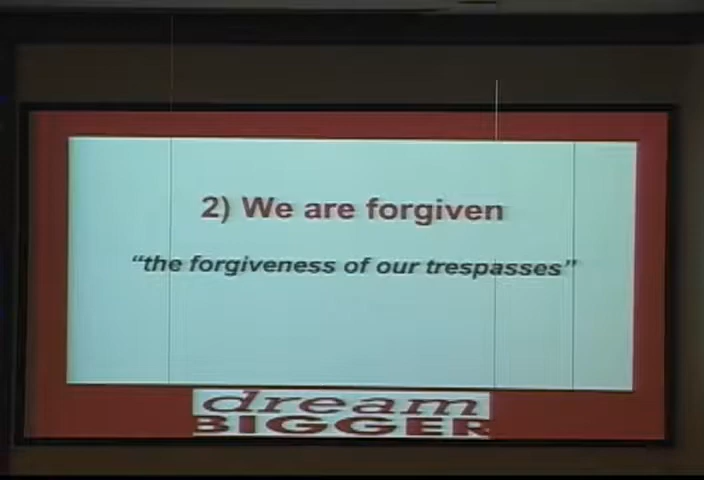 2) We are forgiven
“the forgiveness of our trespasses”
dream
BIGGER